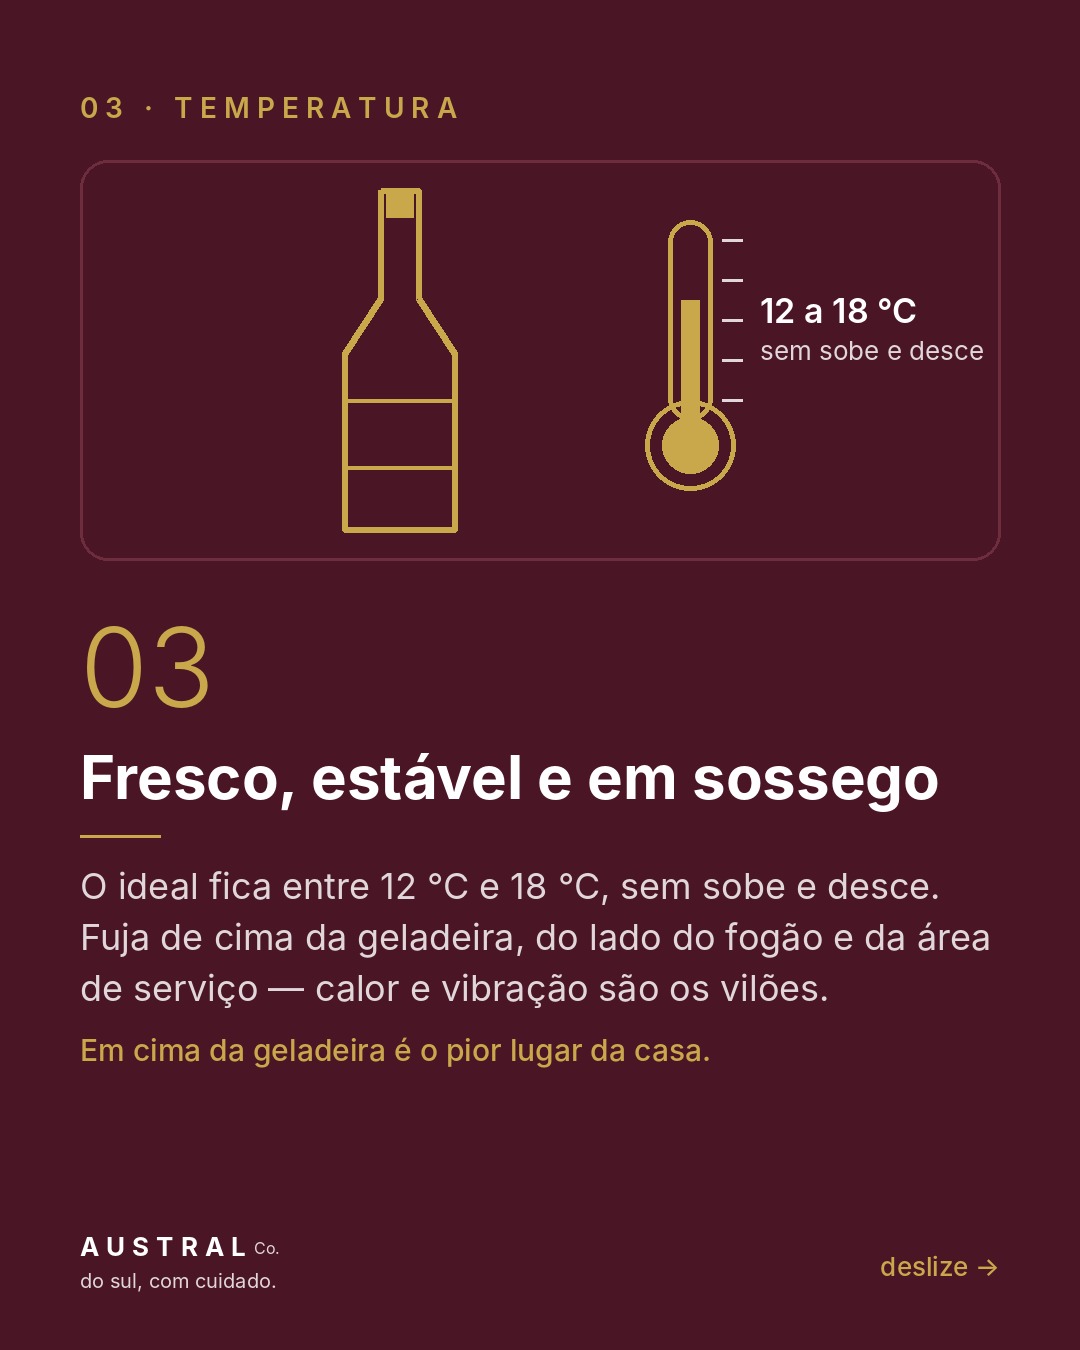 03 · TEMPERATURA
12 a 18 °C
sem sobe e desce
03
Fresco, estável e em sossego
O ideal fica entre 12 °C e 18 °C, sem sobe e desce.
Fuja de cima da geladeira, do lado do fogão e da área
de serviço — calor e vibração são os vilões.
Em cima da geladeira é o pior lugar da casa.
AUSTRAL Co.
do sul, com cuidado.
deslize →